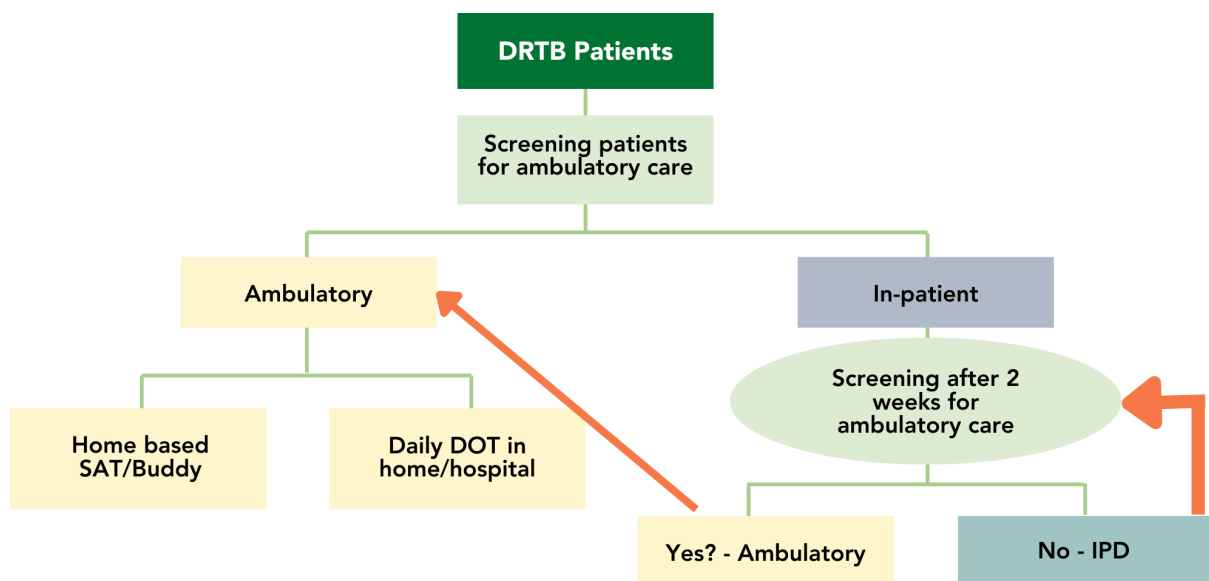 DRTB Patients
Screening patients
for ambulatory care
Ambulatory
In-patient
Screening after 2
weeks for
ambulatory care
Home based
SAT/Buddy
Daily DOT in
home/hospital
Yes? - Ambulatory
No - IPD